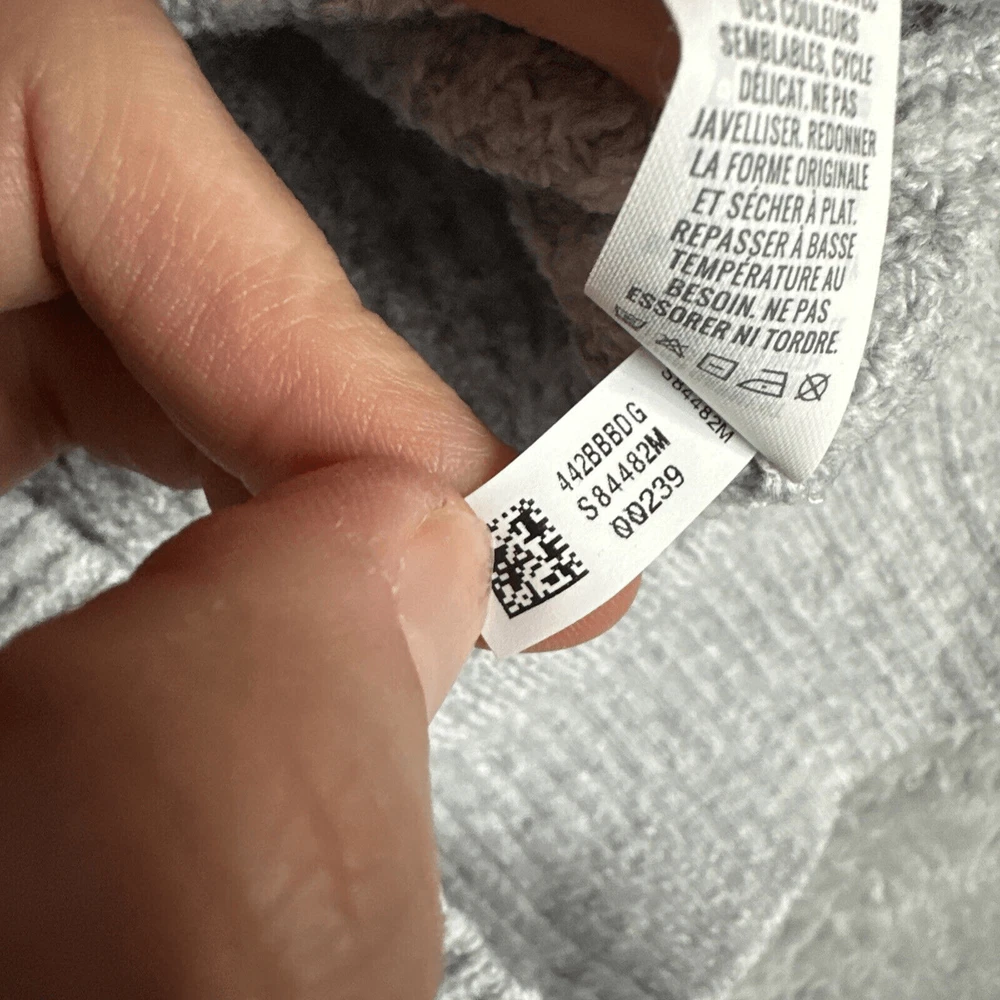 DES COULEURS
SEMBLABLES, CYCLE
DÉLICAT. NE PAS
JAVELLISER. REDONNER
LA FORME ORIGINALE
ET SÉCHER À PLAT.
REPASSER À BASSE
TEMPÉRATURE AU
BESOIN. NE PAS
ESSORER NI TORDRE.
S84482M
442BBBDG
S84482M
00239